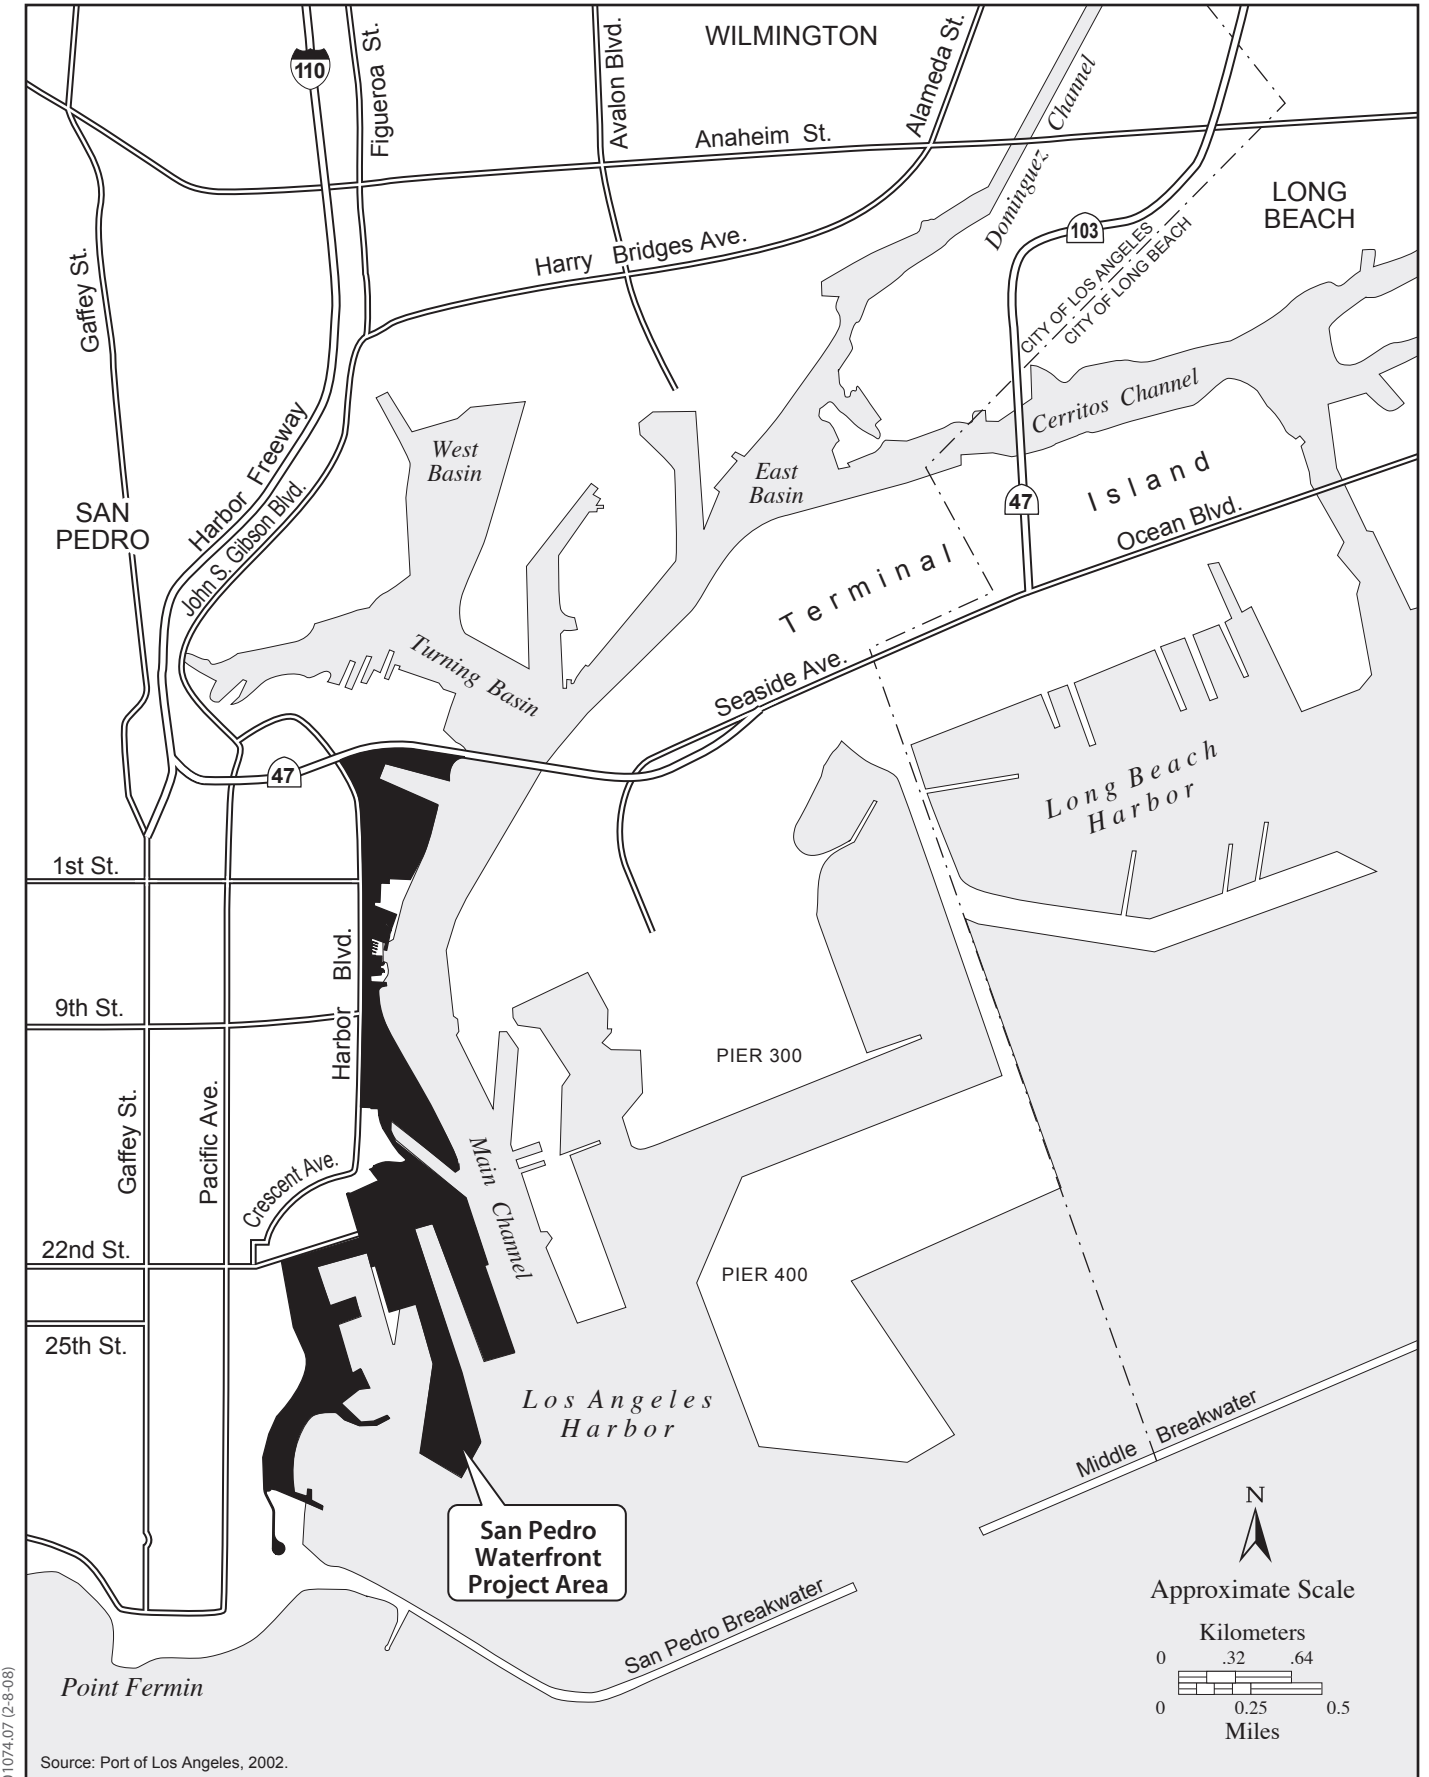 WILMINGTON
110
Figueroa St.
Avalon Blvd.
Alameda St.
Dominguez Channel
Anaheim St.
LONG
BEACH
103
CITY OF LOS ANGELES
CITY OF LONG BEACH
Harry Bridges Ave.
Gaffey St.
Cerritos Channel
West
Basin
East
Basin
Harbor Freeway
John S. Gibson Blvd.
SAN
PEDRO
47
Terminal Island
Ocean Blvd.
Turning Basin
Seaside Ave.
47
Long Beach
Harbor
1st St.
Harbor Blvd.
9th St.
PIER 300
Gaffey St.
Pacific Ave.
Crescent Ave.
Main Channel
22nd St.
PIER 400
25th St.
Los Angeles
Harbor
Middle Breakwater
San Pedro
Waterfront
Project Area
N
Approximate Scale
Kilometers
0 .32 .64
0 0.25 0.5
Miles
San Pedro Breakwater
Point Fermin
Source: Port of Los Angeles, 2002.
01074.07 (2-8-08)